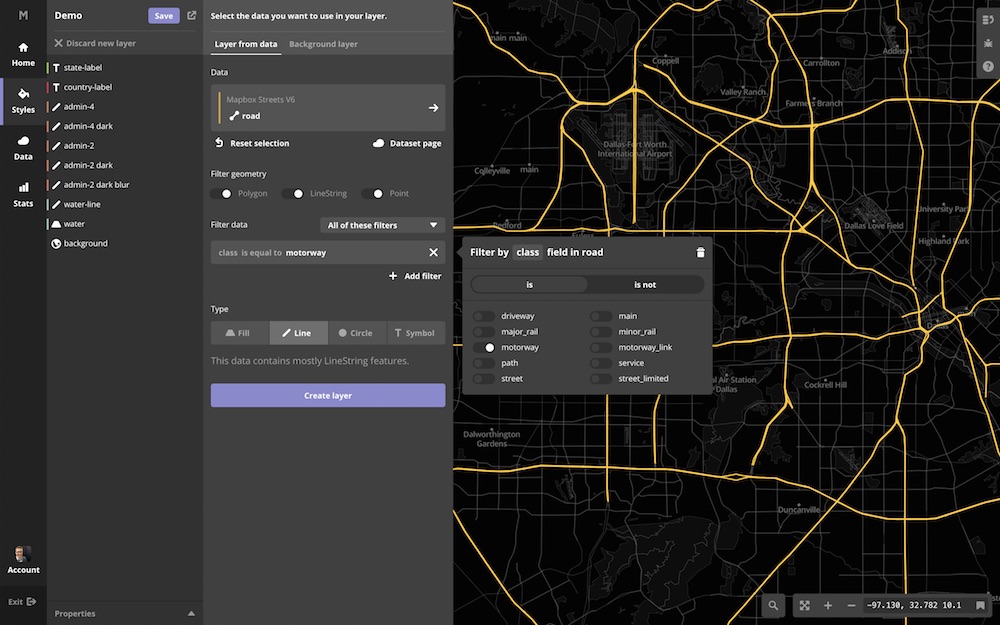 M
Home
Styles
Data
Stats
Account
Exit
Demo
Save
Discard new layer
state-label
country-label
admin-4
admin-4 dark
admin-2
admin-2 dark
admin-2 dark blur
water-line
water
background
Properties
Select the data you want to use in your layer.
Layer from data
Background layer
Data
Mapbox Streets V6
road
Reset selection
Dataset page
Filter geometry
Polygon
LineString
Point
Filter data
All of these filters
class is equal to motorway
Add filter
Type
Fill
Line
Circle
Symbol
This data contains mostly LineString features.
Create layer
Filter by class field in road
is
is not
driveway
main
major_rail
minor_rail
motorway
motorway_link
path
service
street
street_limited
main main
Coppell
Addison
Carrollton
Valley Ranch
Farmers Branch
Dallas-Fort Worth
International Airport
Colleyville
main
University Park
Dallas Love Field
Bedford
Euless
Highland Park
Dallas
al Air Station
Dallas
Cockrell Hill
Dalworthington
Gardens
Duncanville
−97.130, 32.782 10.1